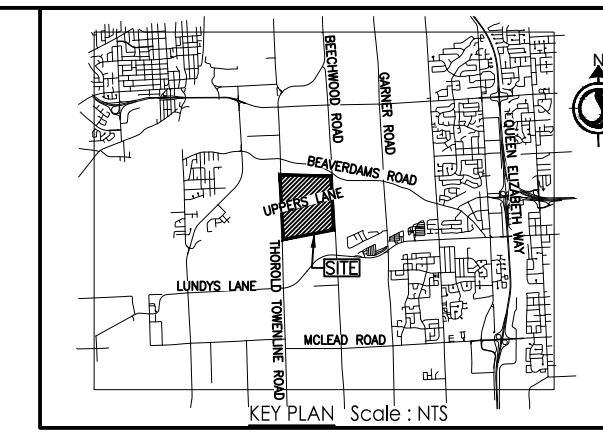 BEECHWOOD ROAD
GARNER ROAD
N
QUEEN ELIZABETH WAY
BEAVERDAMS ROAD
UPPERS LANE
SITE
THOROLD TOWENLINE ROAD
LUNDYS LANE
MCLEAD ROAD
KEY PLAN Scale : NTS